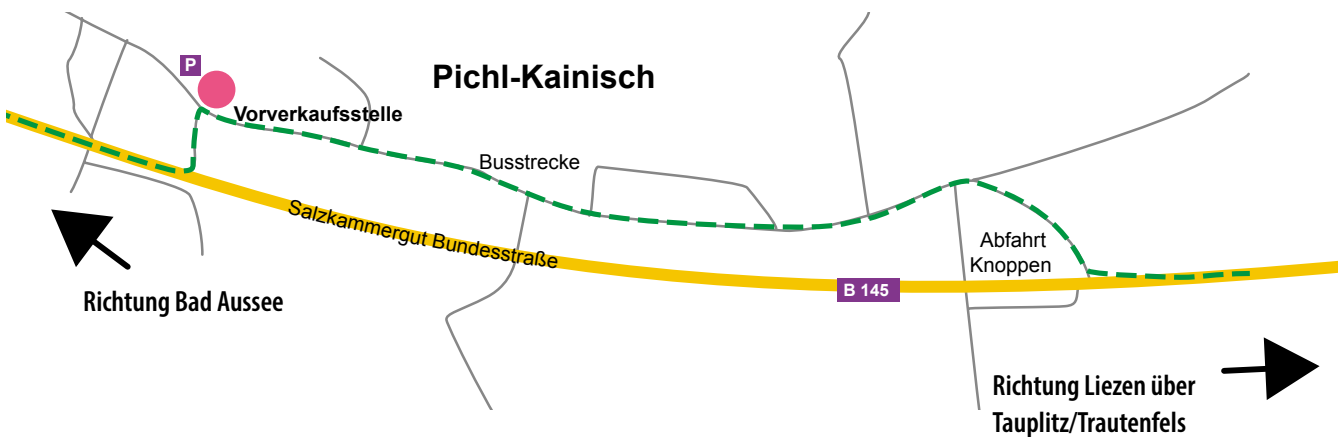 P
Pichl-Kainisch
Vorverkaufsstelle
Busstrecke
Salzkammergut Bundesstraße
Abfahrt
Knoppen
B 145
Richtung Bad Aussee
Richtung Liezen über
Tauplitz/Trautenfels